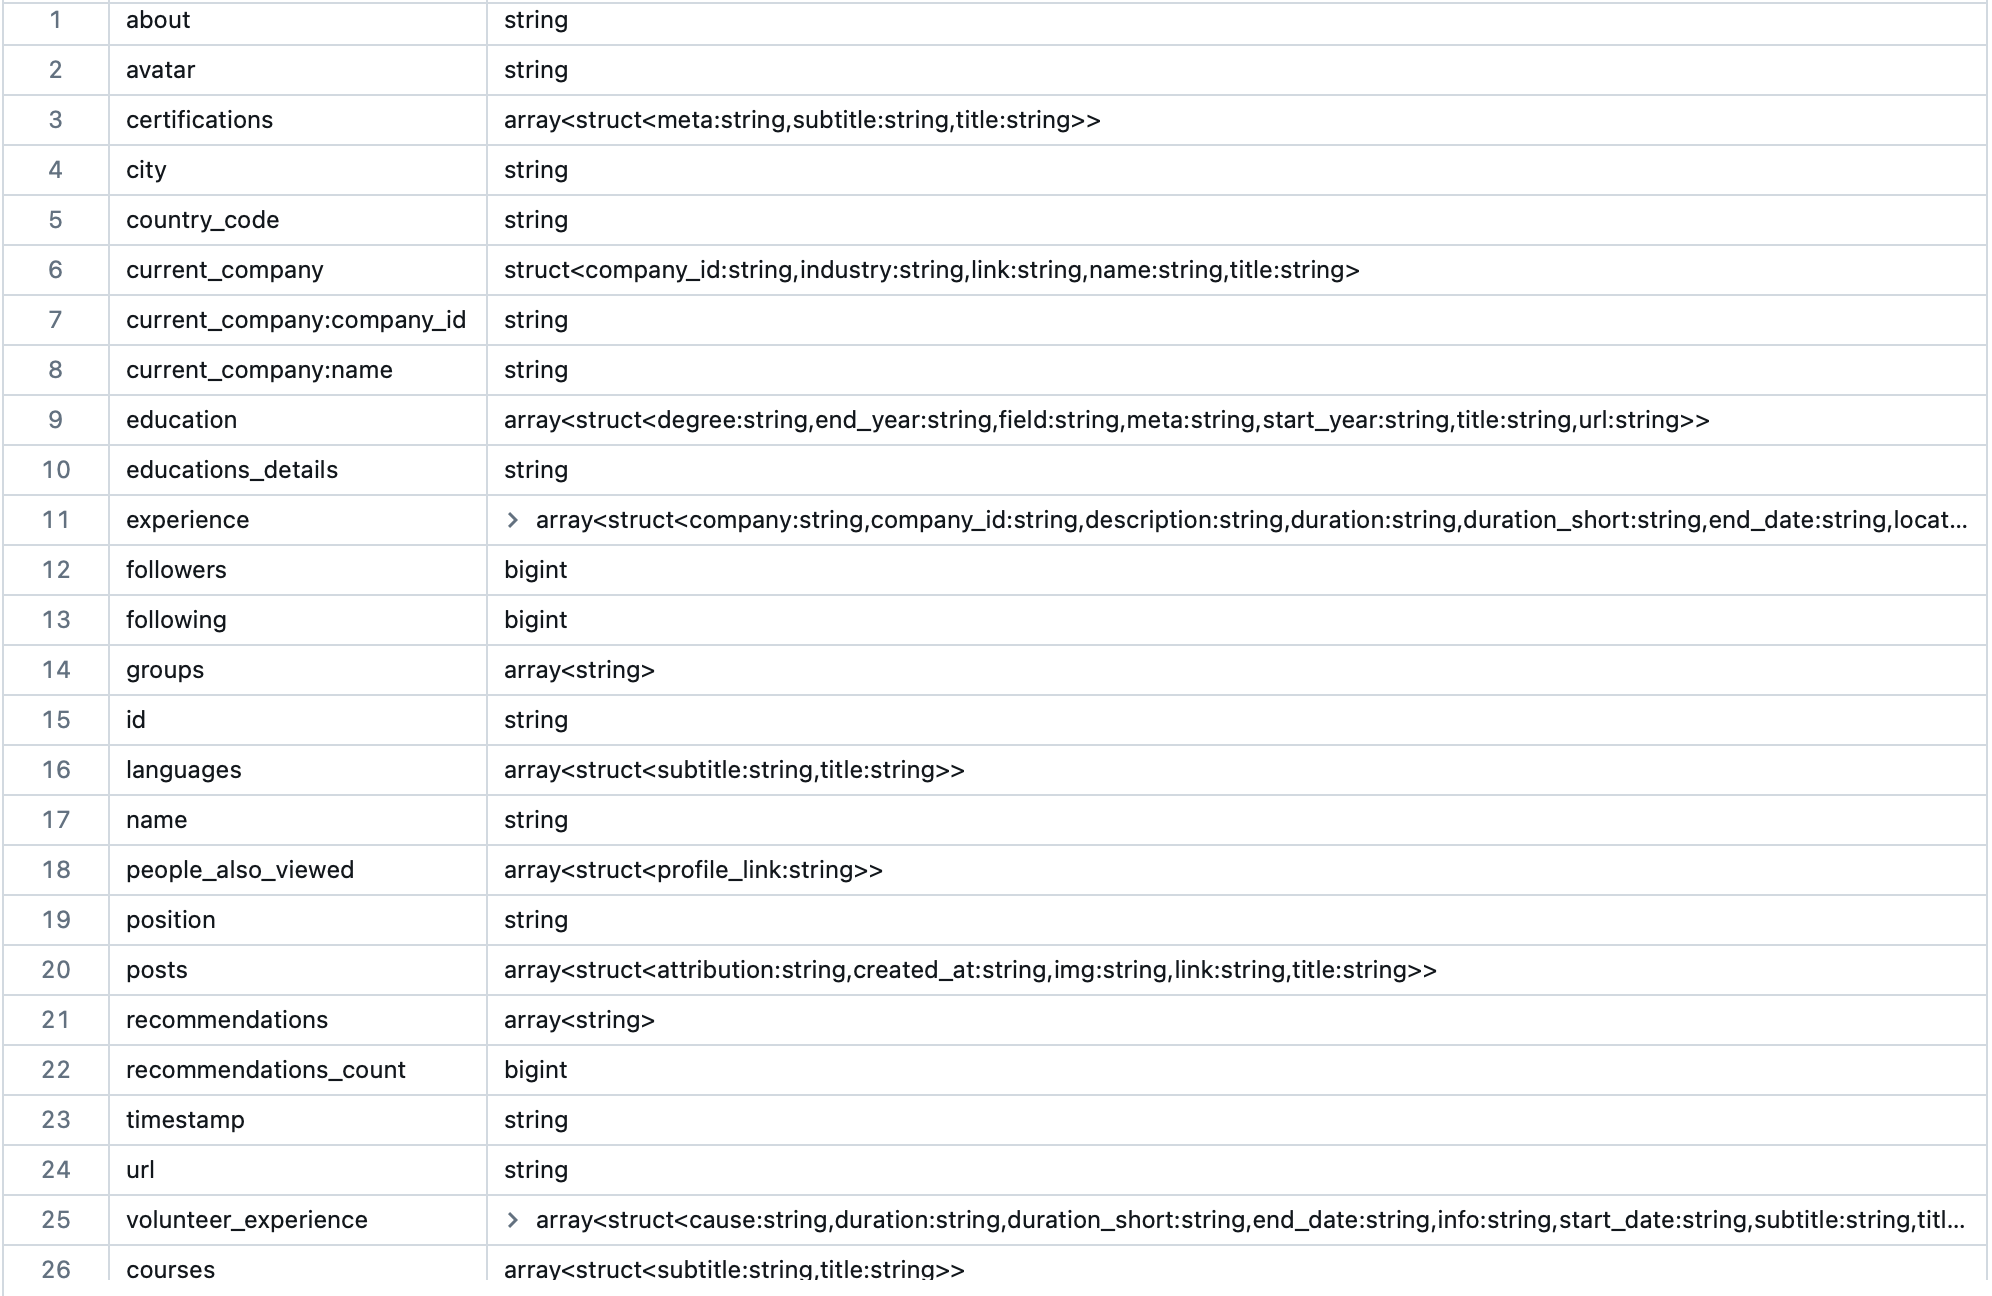 1 about string
2 avatar string
3 certifications array<struct<meta:string,subtitle:string,title:string>>
4 city string
5 country_code string
6 current_company struct<company_id:string,industry:string,link:string,name:string,title:string>
7 current_company:company_id string
8 current_company:name string
9 education array<struct<degree:string,end_year:string,field:string,meta:string,start_year:string,title:string,url:string>>
10 educations_details string
11 experience > array<struct<company:string,company_id:string,description:string,duration:string,duration_short:string,end_date:string,locat...
12 followers bigint
13 following bigint
14 groups array<string>
15 id string
16 languages array<struct<subtitle:string,title:string>>
17 name string
18 people_also_viewed array<struct<profile_link:string>>
19 position string
20 posts array<struct<attribution:string,created_at:string,img:string,link:string,title:string>>
21 recommendations array<string>
22 recommendations_count bigint
23 timestamp string
24 url string
25 volunteer_experience > array<struct<cause:string,duration:string,duration_short:string,end_date:string,info:string,start_date:string,subtitle:string,titl...
26 courses array<struct<subtitle:string,title:string>>